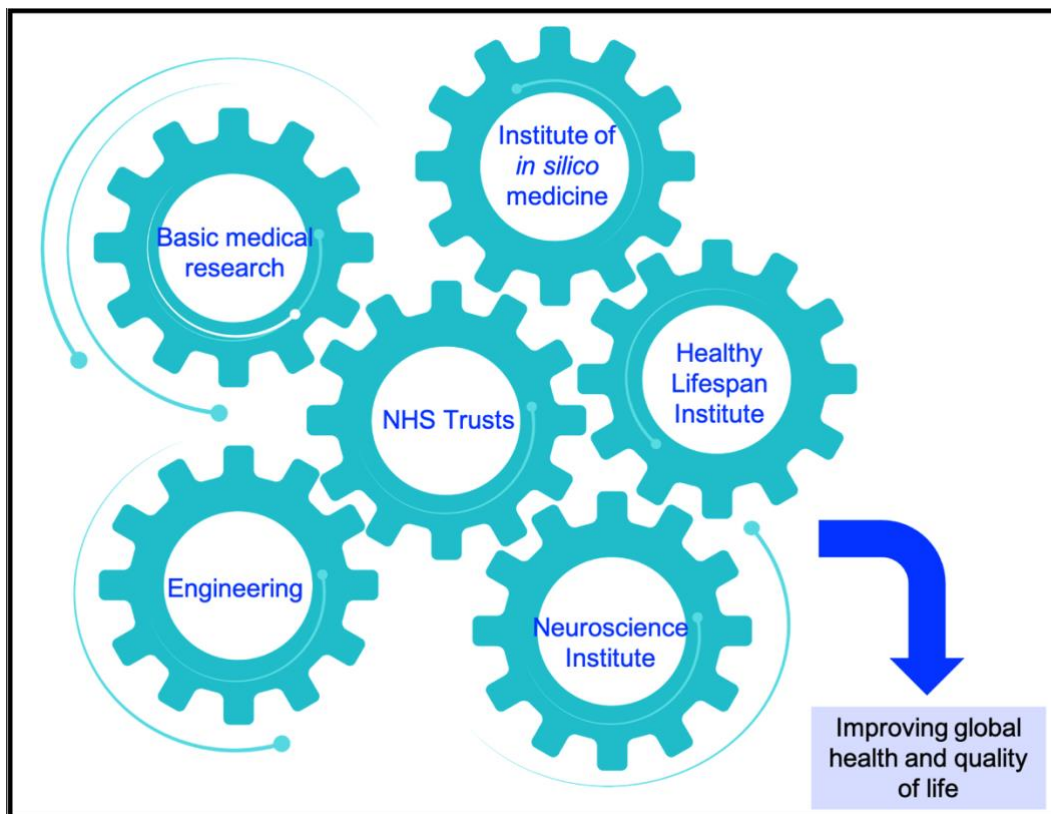 Institute of
in silico
medicine
Basic medical
research
Healthy
Lifespan
Institute
NHS Trusts
Engineering
Neuroscience
Institute
Improving global
health and quality
of life